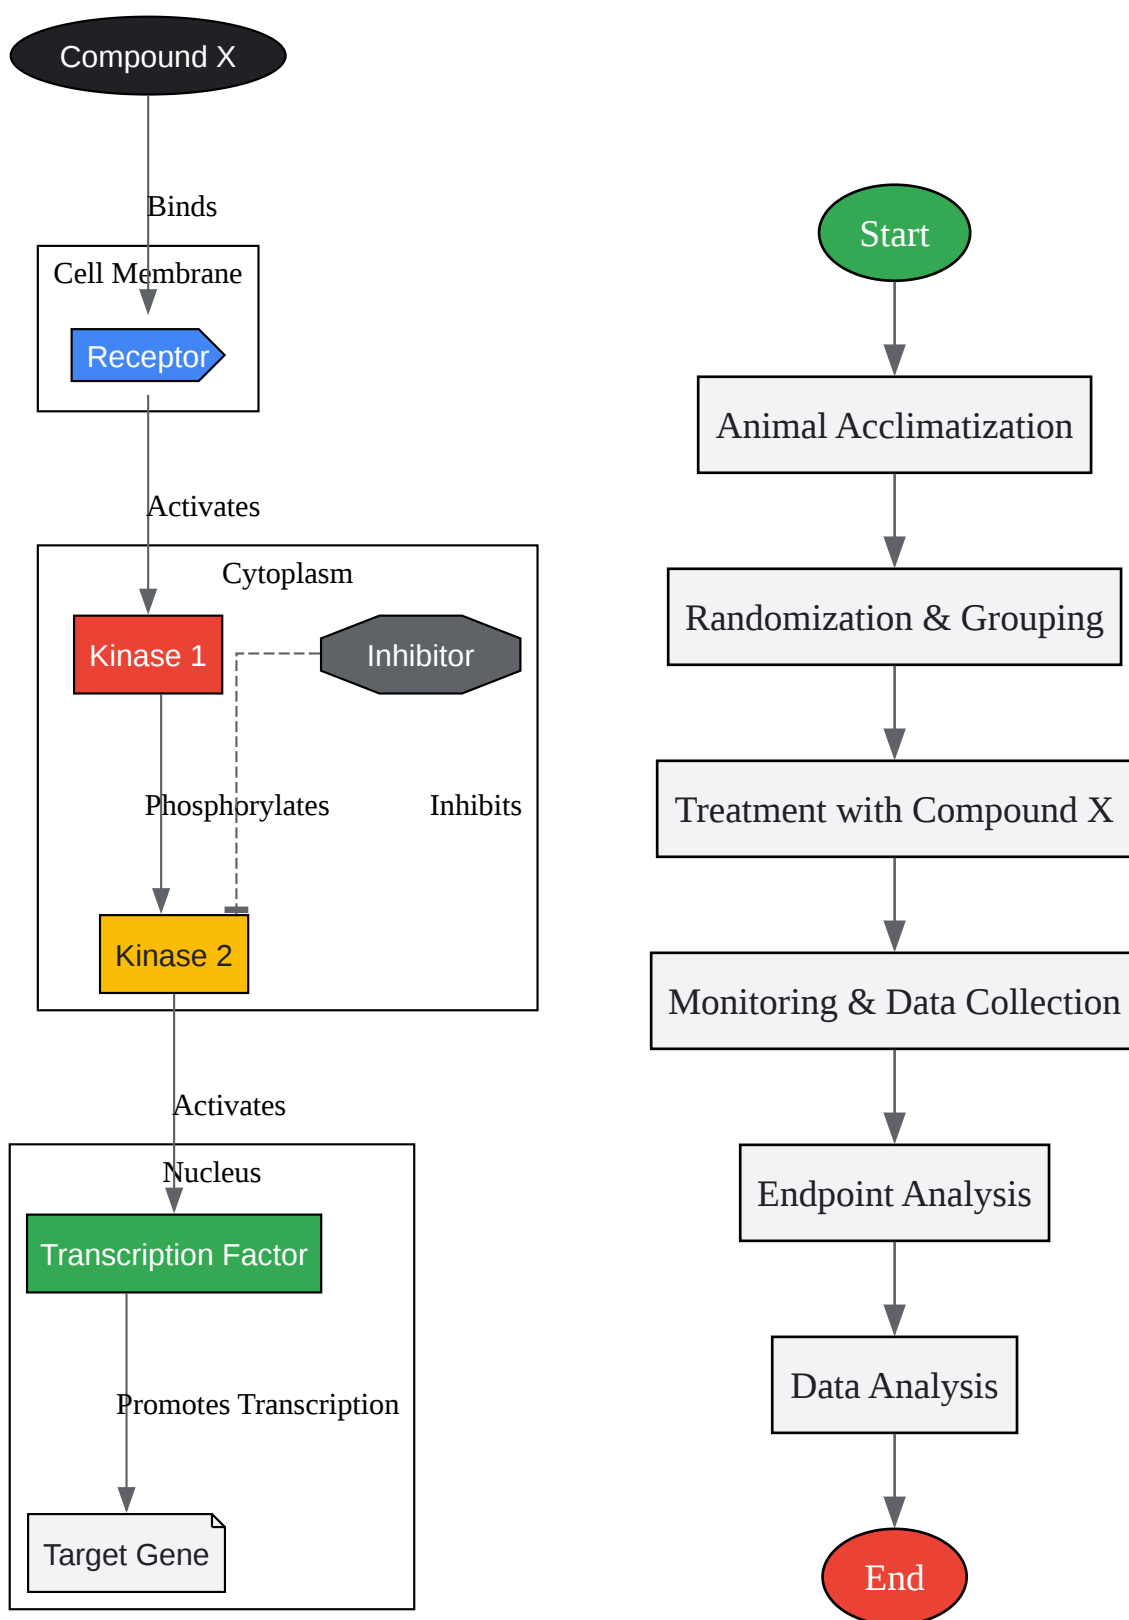 Compound X
Binds
Cell Membrane
Receptor
Activates
Cytoplasm
Kinase 1
Inhibitor
Phosphorylates
Inhibits
Kinase 2
Activates
Nucleus
Transcription Factor
Promotes Transcription
Target Gene
Start
Animal Acclimatization
Randomization & Grouping
Treatment with Compound X
Monitoring & Data Collection
Endpoint Analysis
Data Analysis
End